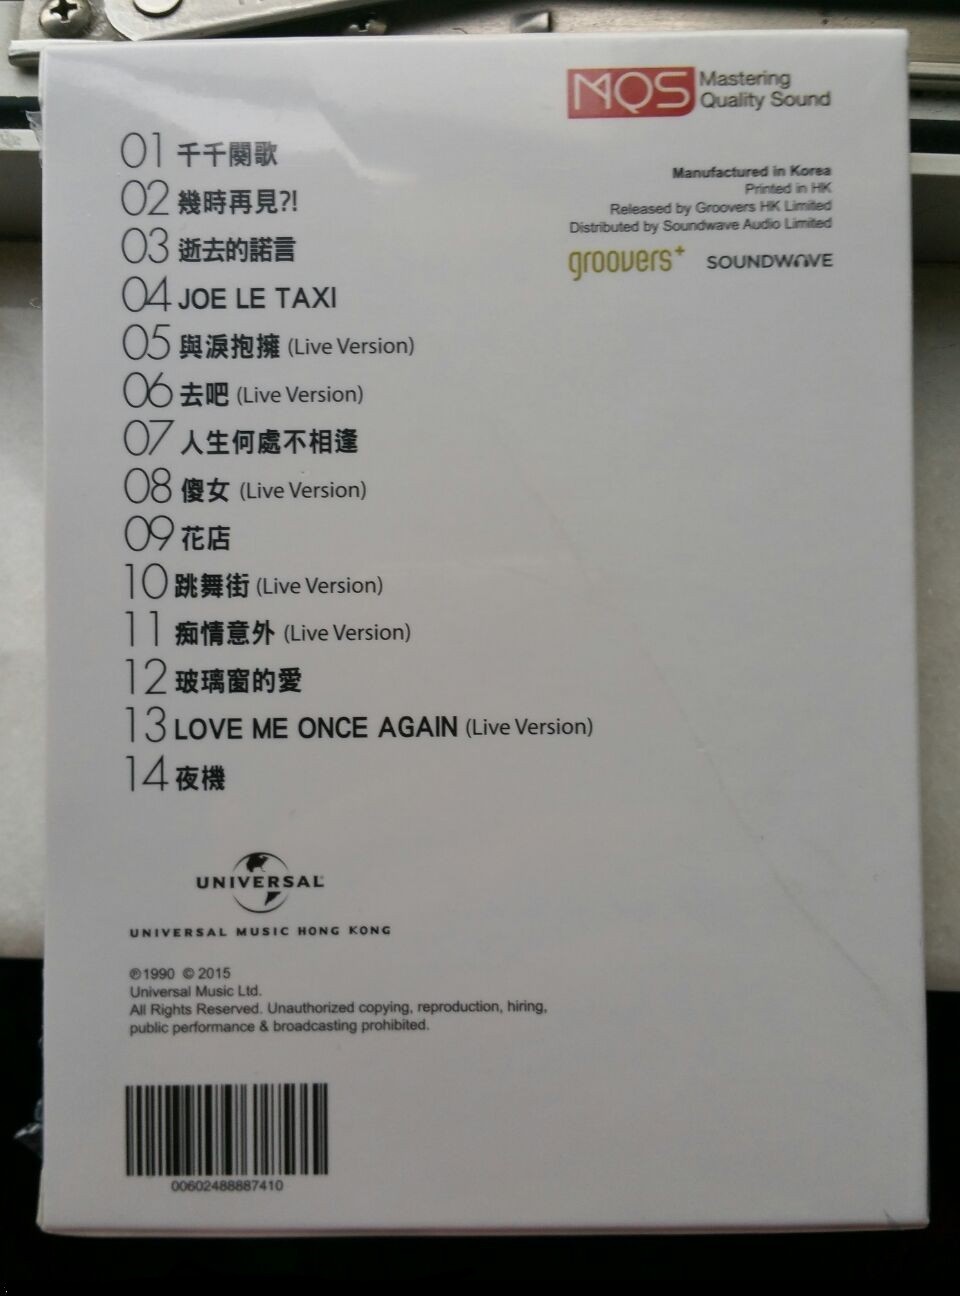 MQS Mastering
Quality Sound
01 千千闋歌
02 幾時再見?!
03 逝去的諾言
04 JOE LE TAXI
05 與淚抱擁 (Live Version)
06 去吧 (Live Version)
07 人生何處不相逢
08 傻女 (Live Version)
09 花店
10 跳舞街 (Live Version)
11 痴情意外 (Live Version)
12 玻璃窗的愛
13 LOVE ME ONCE AGAIN (Live Version)
14 夜機
Manufactured in Korea
Printed in HK
Released by Groovers HK Limited
Distributed by Soundwave Audio Limited
groovers+ SOUNDWAVE
UNIVERSAL
UNIVERSAL MUSIC HONG KONG
℗1990 © 2015
Universal Music Ltd.
All Rights Reserved. Unauthorized copying, reproduction, hiring,
public performance & broadcasting prohibited.
00602488887410